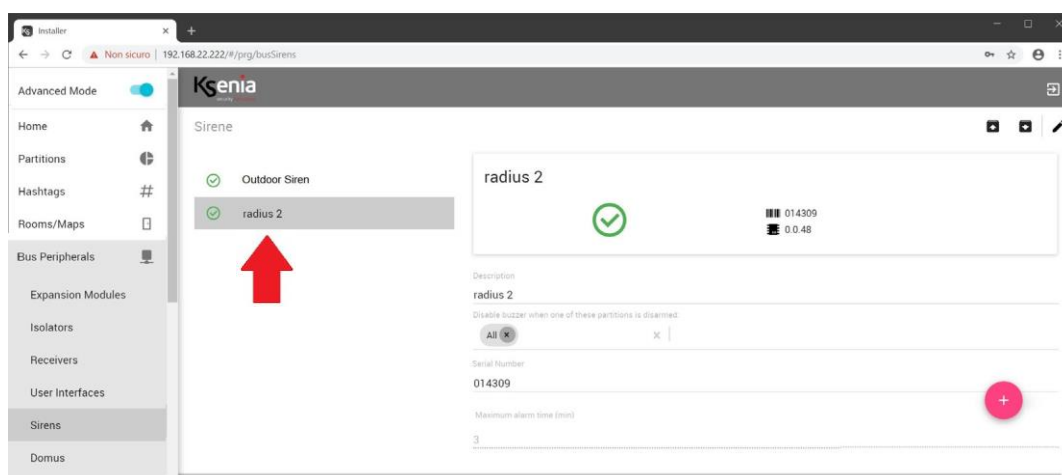 Installer
Non sicuro | 192.168.22.222/#/prg/busSirens
Advanced Mode
Ksenia
Home
Sirene
Partitions
Hashtags
Rooms/Maps
Bus Peripherals
Expansion Modules
Isolators
Receivers
User Interfaces
Sirens
Domus
Outdoor Siren
radius 2
radius 2
014309
0.0.48
Description
radius 2
Disable buzzer when one of these partitions is disarmed
All
Serial Number
014309
Maximum alarm time (min)
3